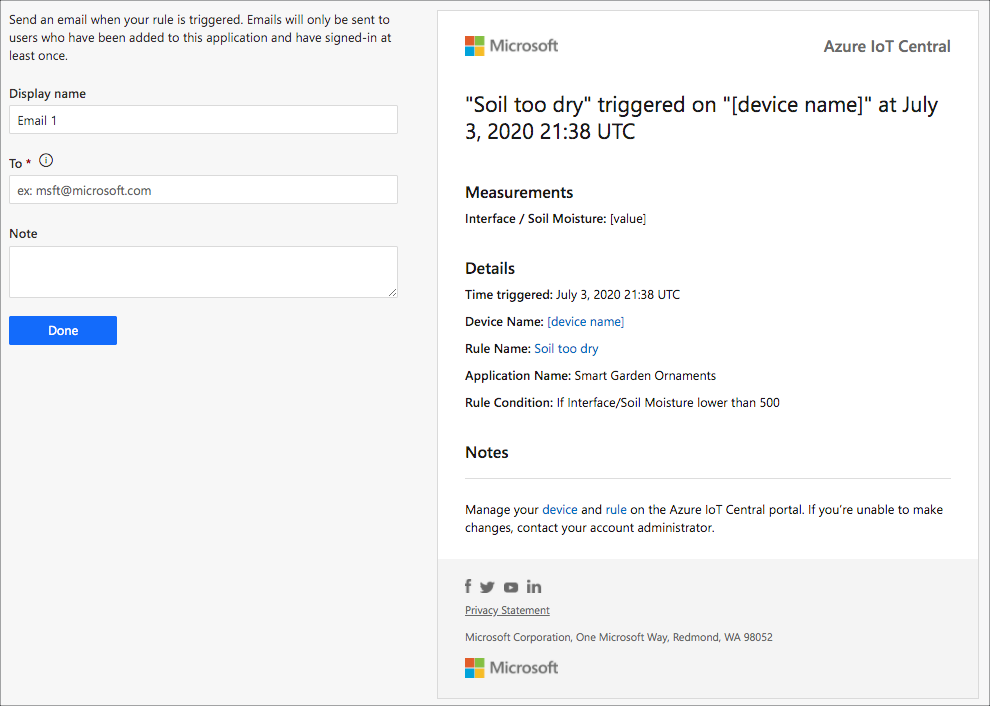 Send an email when your rule is triggered. Emails will only be sent to
users who have been added to this application and have signed-in at
least once.
Display name
Email 1
To *
ex: msft@microsoft.com
Note
Done
Microsoft
Azure IoT Central
"Soil too dry" triggered on "[device name]" at July
3, 2020 21:38 UTC
Measurements
Interface / Soil Moisture: [value]
Details
Time triggered: July 3, 2020 21:38 UTC
Device Name: [device name]
Rule Name: Soil too dry
Application Name: Smart Garden Ornaments
Rule Condition: If Interface/Soil Moisture lower than 500
Notes
Manage your device and rule on the Azure IoT Central portal. If you're unable to make
changes, contact your account administrator.
Privacy Statement
Microsoft Corporation, One Microsoft Way, Redmond, WA 98052
Microsoft